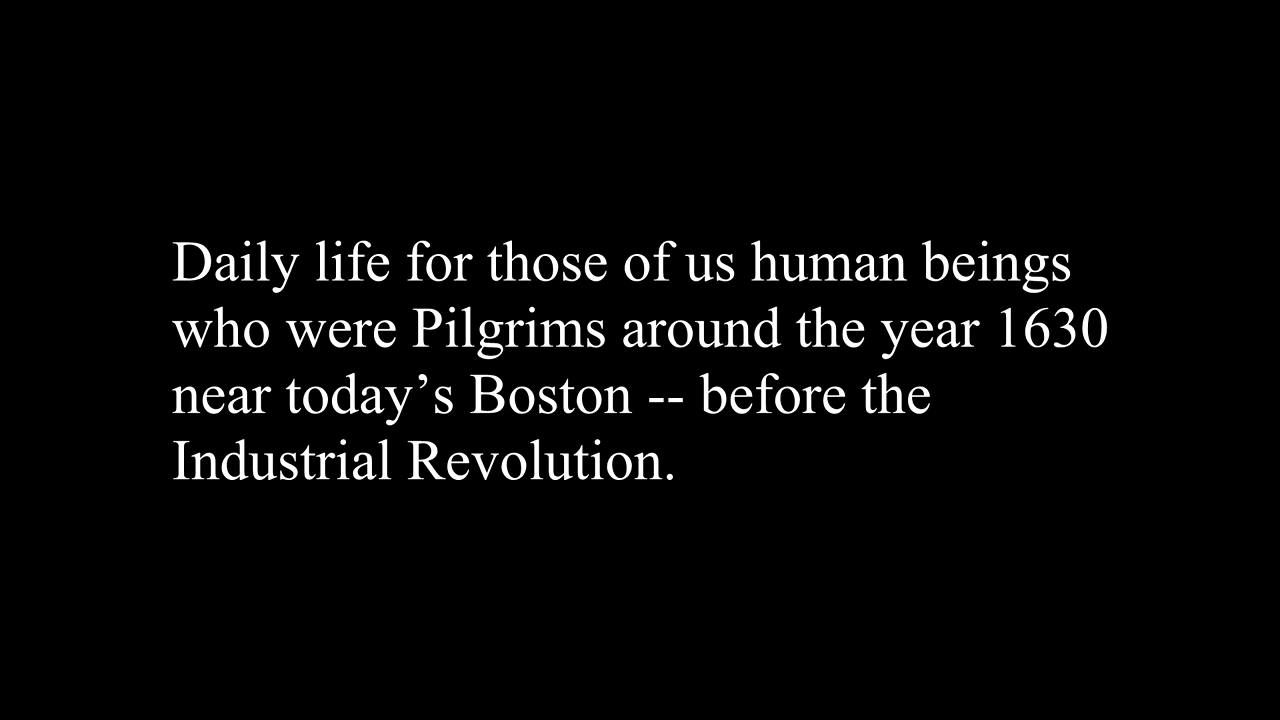 Daily life for those of us human beings
who were Pilgrims around the year 1630
near today’s Boston -- before the
Industrial Revolution.